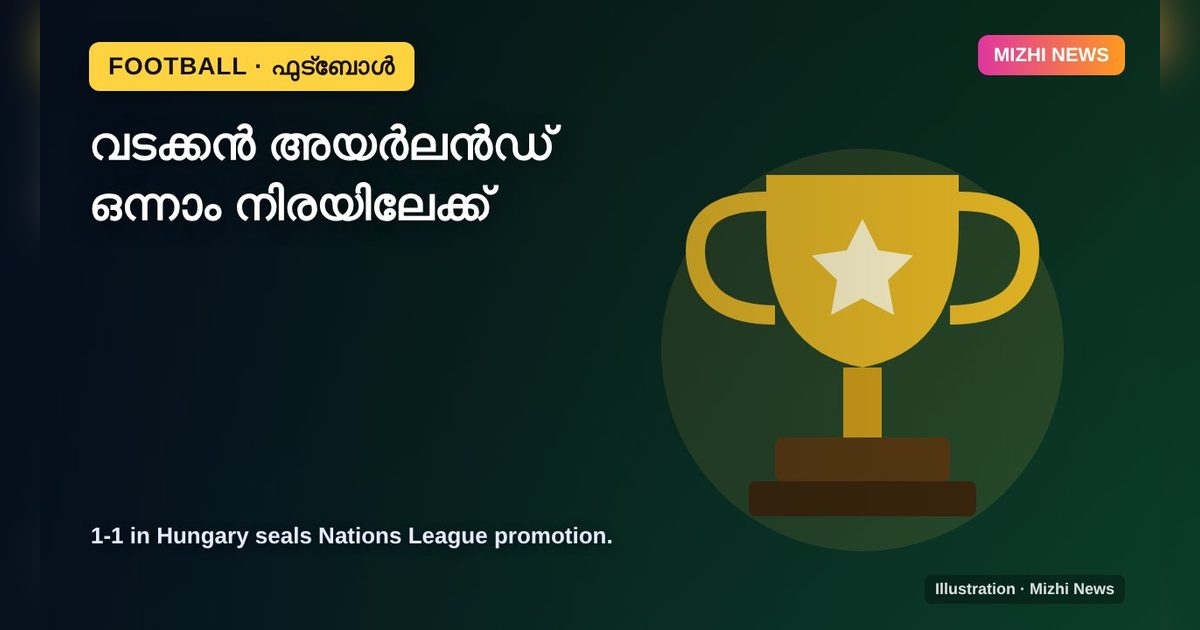 FOOTBALL · ഫുട്ബോൾ
MIZHI NEWS
വടക്കൻ അയർലൻഡ്
ഒന്നാം നിരയിലേക്ക്
1-1 in Hungary seals Nations League promotion.
Illustration · Mizhi News